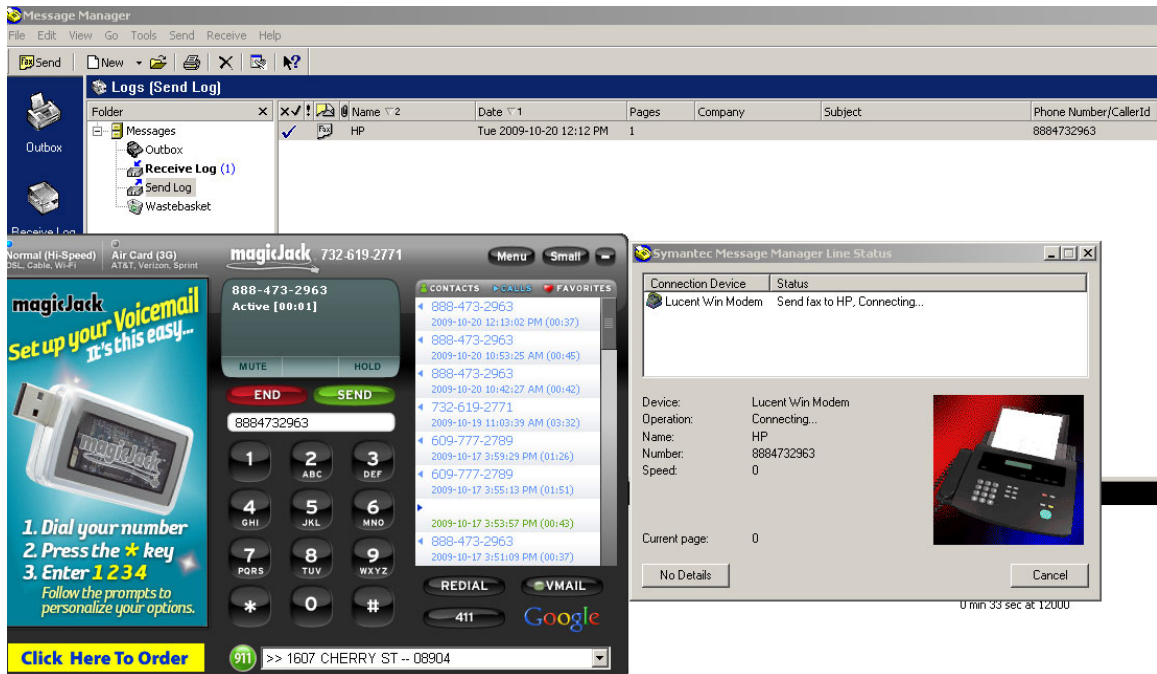 Message Manager
File Edit View Go Tools Send Receive Help
Fax Send New
Logs (Send Log)
Outbox
Receive Log
Folder X
Messages
Outbox
Receive Log (1)
Send Log
Wastebasket
Name 2 Date 1 Pages Company Subject Phone Number/CallerId
Fax HP Tue 2009-10-20 12:12 PM 1 8884732963
Normal (Hi-Speed) Air Card (3G)
DSL, Cable, Wi-Fi AT&T, Verizon, Sprint
magicJack
Set up your Voicemail
It's this easy...
magicJack
1. Dial your number
2. Press the * key
3. Enter 1 2 3 4
Follow the prompts to
personalize your options.
Click Here To Order
magicJack 732-619-2771 Menu Small
888-473-2963
Active [00:01]
MUTE HOLD
END SEND
8884732963
1 2 ABC 3 DEF
4 GHI 5 JKL 6 MNO
7 PQRS 8 TUV 9 WXYZ
* 0 #
CONTACTS CALLS FAVORITES
888-473-2963
2009-10-20 12:13:02 PM (00:37)
888-473-2963
2009-10-20 10:53:25 AM (00:45)
888-473-2963
2009-10-20 10:42:27 AM (00:42)
732-619-2771
2009-10-19 11:03:39 AM (03:32)
609-777-2789
2009-10-17 3:59:29 PM (01:26)
609-777-2789
2009-10-17 3:55:13 PM (01:51)
2009-10-17 3:53:57 PM (00:43)
888-473-2963
2009-10-17 3:51:09 PM (00:37)
REDIAL VMAIL
411 Google
911 >> 1607 CHERRY ST -- 08904
Symantec Message Manager Line Status
Connection Device Status
Lucent Win Modem Send fax to HP, Connecting...
Device: Lucent Win Modem
Operation: Connecting...
Name: HP
Number: 8884732963
Speed: 0
Current page: 0
No Details Cancel
0 min 33 sec at 12000